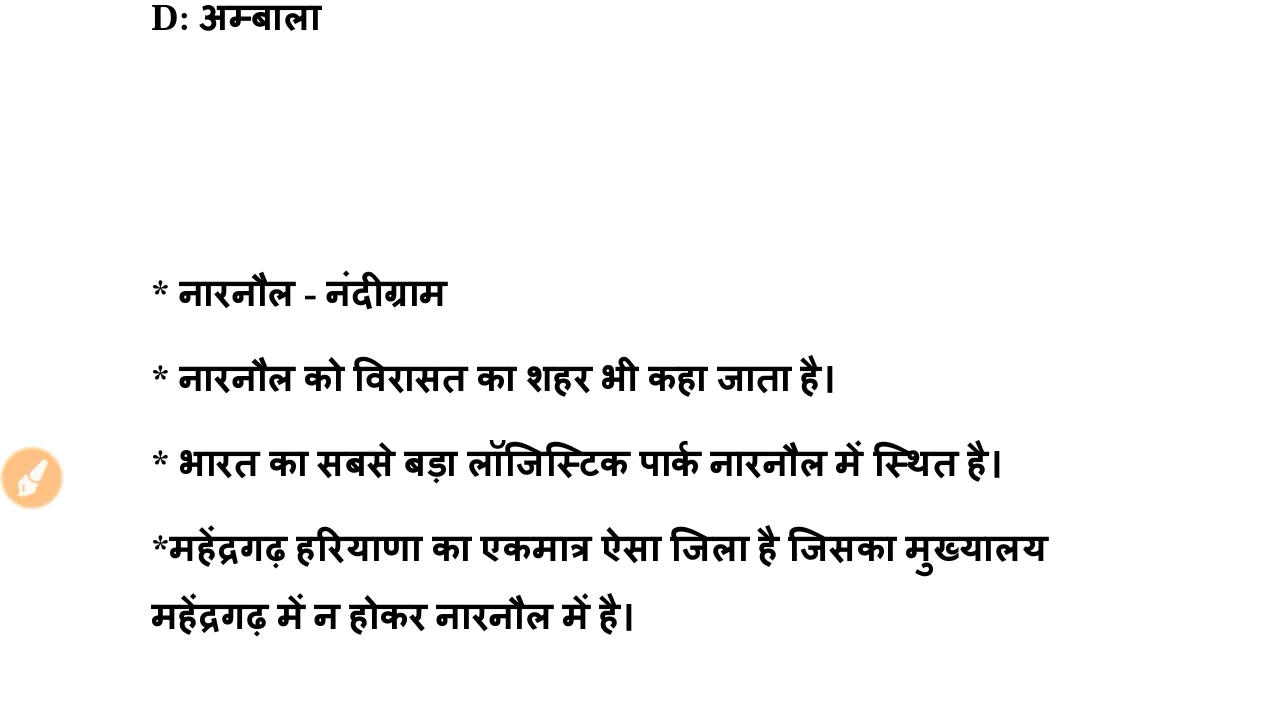 D: अम्बाला
* नारनौल - नंदीग्राम
* नारनौल को विरासत का शहर भी कहा जाता है।
* भारत का सबसे बड़ा लॉजिस्टिक पार्क नारनौल में स्थित है।
*महेंद्रगढ़ हरियाणा का एकमात्र ऐसा जिला है जिसका मुख्यालय
महेंद्रगढ़ में न होकर नारनौल में है।